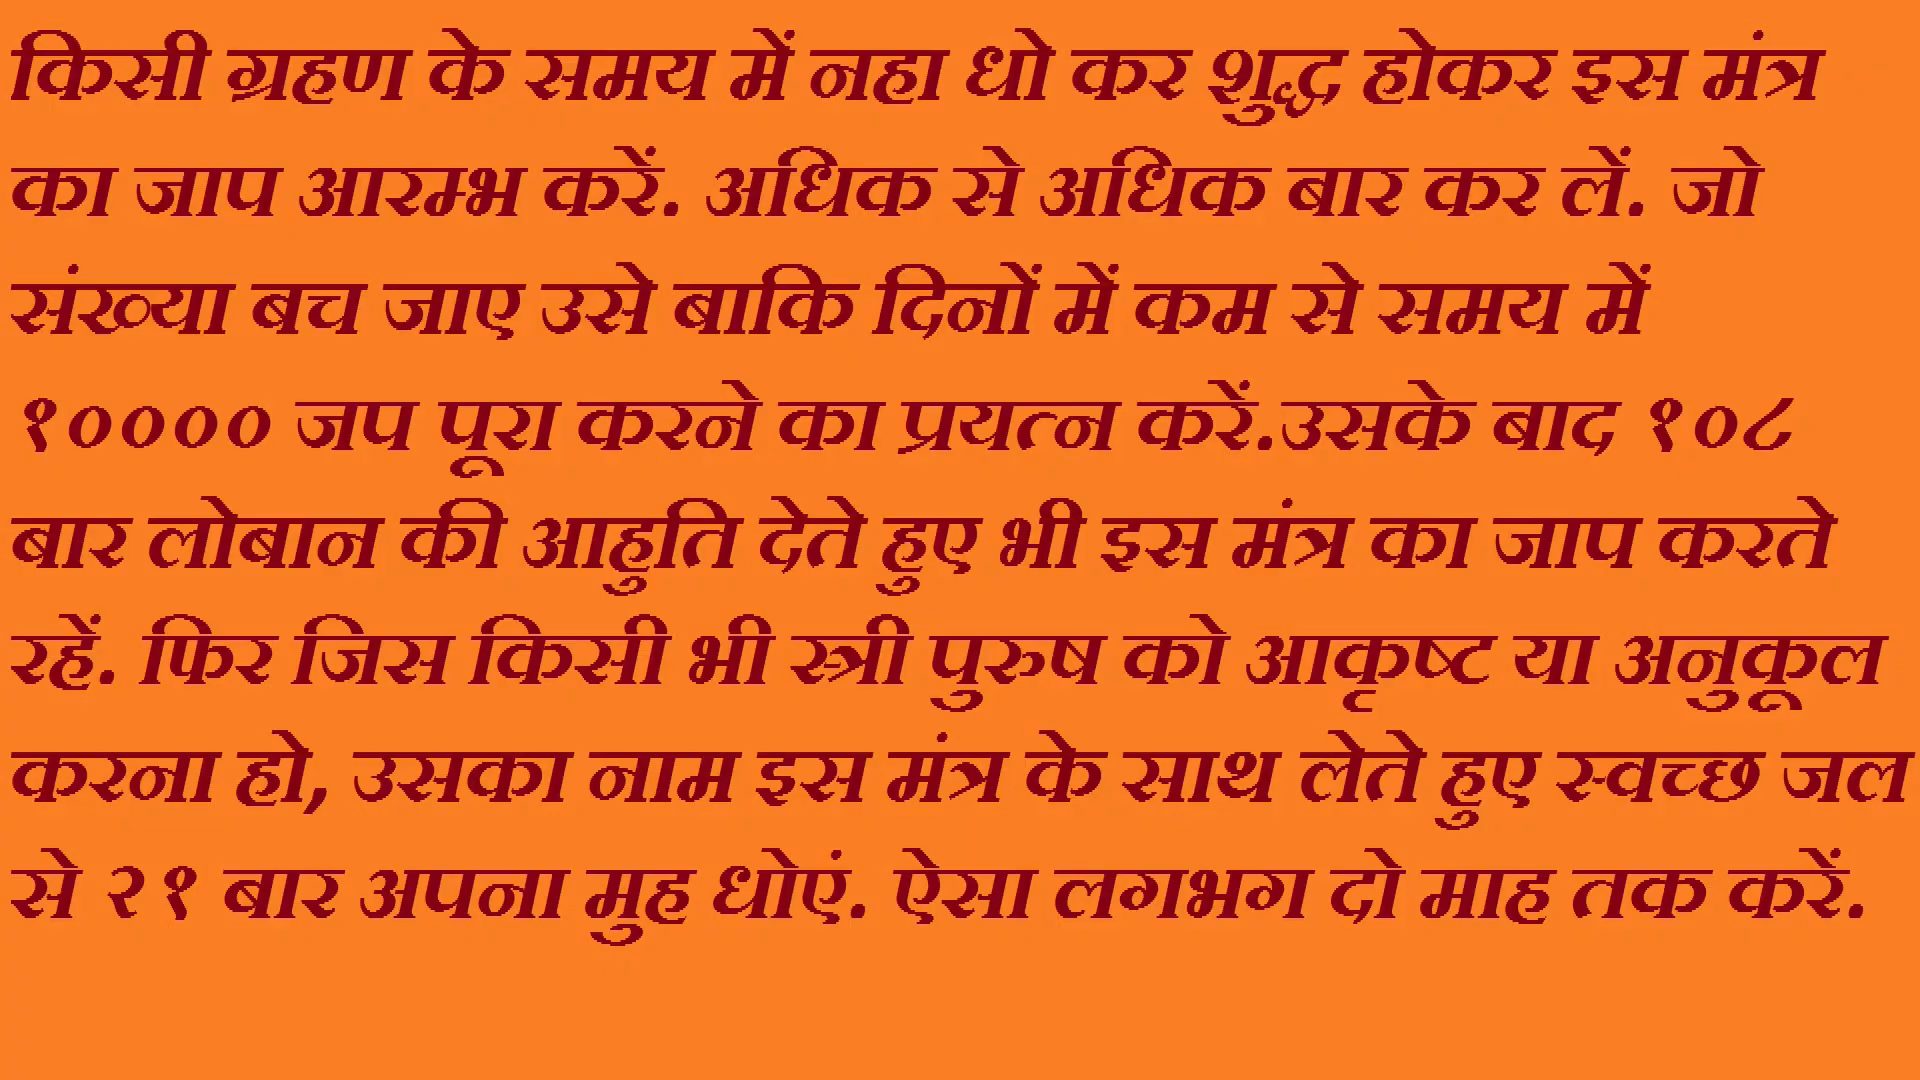 किसी ग्रहण के समय में नहा धो कर शुद्ध होकर इस मंत्र
का जाप आरम्भ करें. अधिक से अधिक बार कर लें. जो
संख्या बच जाए उसे बाकि दिनों में कम से समय में
१०००० जप पूरा करने का प्रयत्न करें.उसके बाद १०८
बार लोबान की आहुति देते हुए भी इस मंत्र का जाप करते
रहें. फिर जिस किसी भी स्त्री पुरुष को आकृष्ट या अनुकूल
करना हो, उसका नाम इस मंत्र के साथ लेते हुए स्वच्छ जल
से २१ बार अपना मुह धोएं. ऐसा लगभग दो माह तक करें.